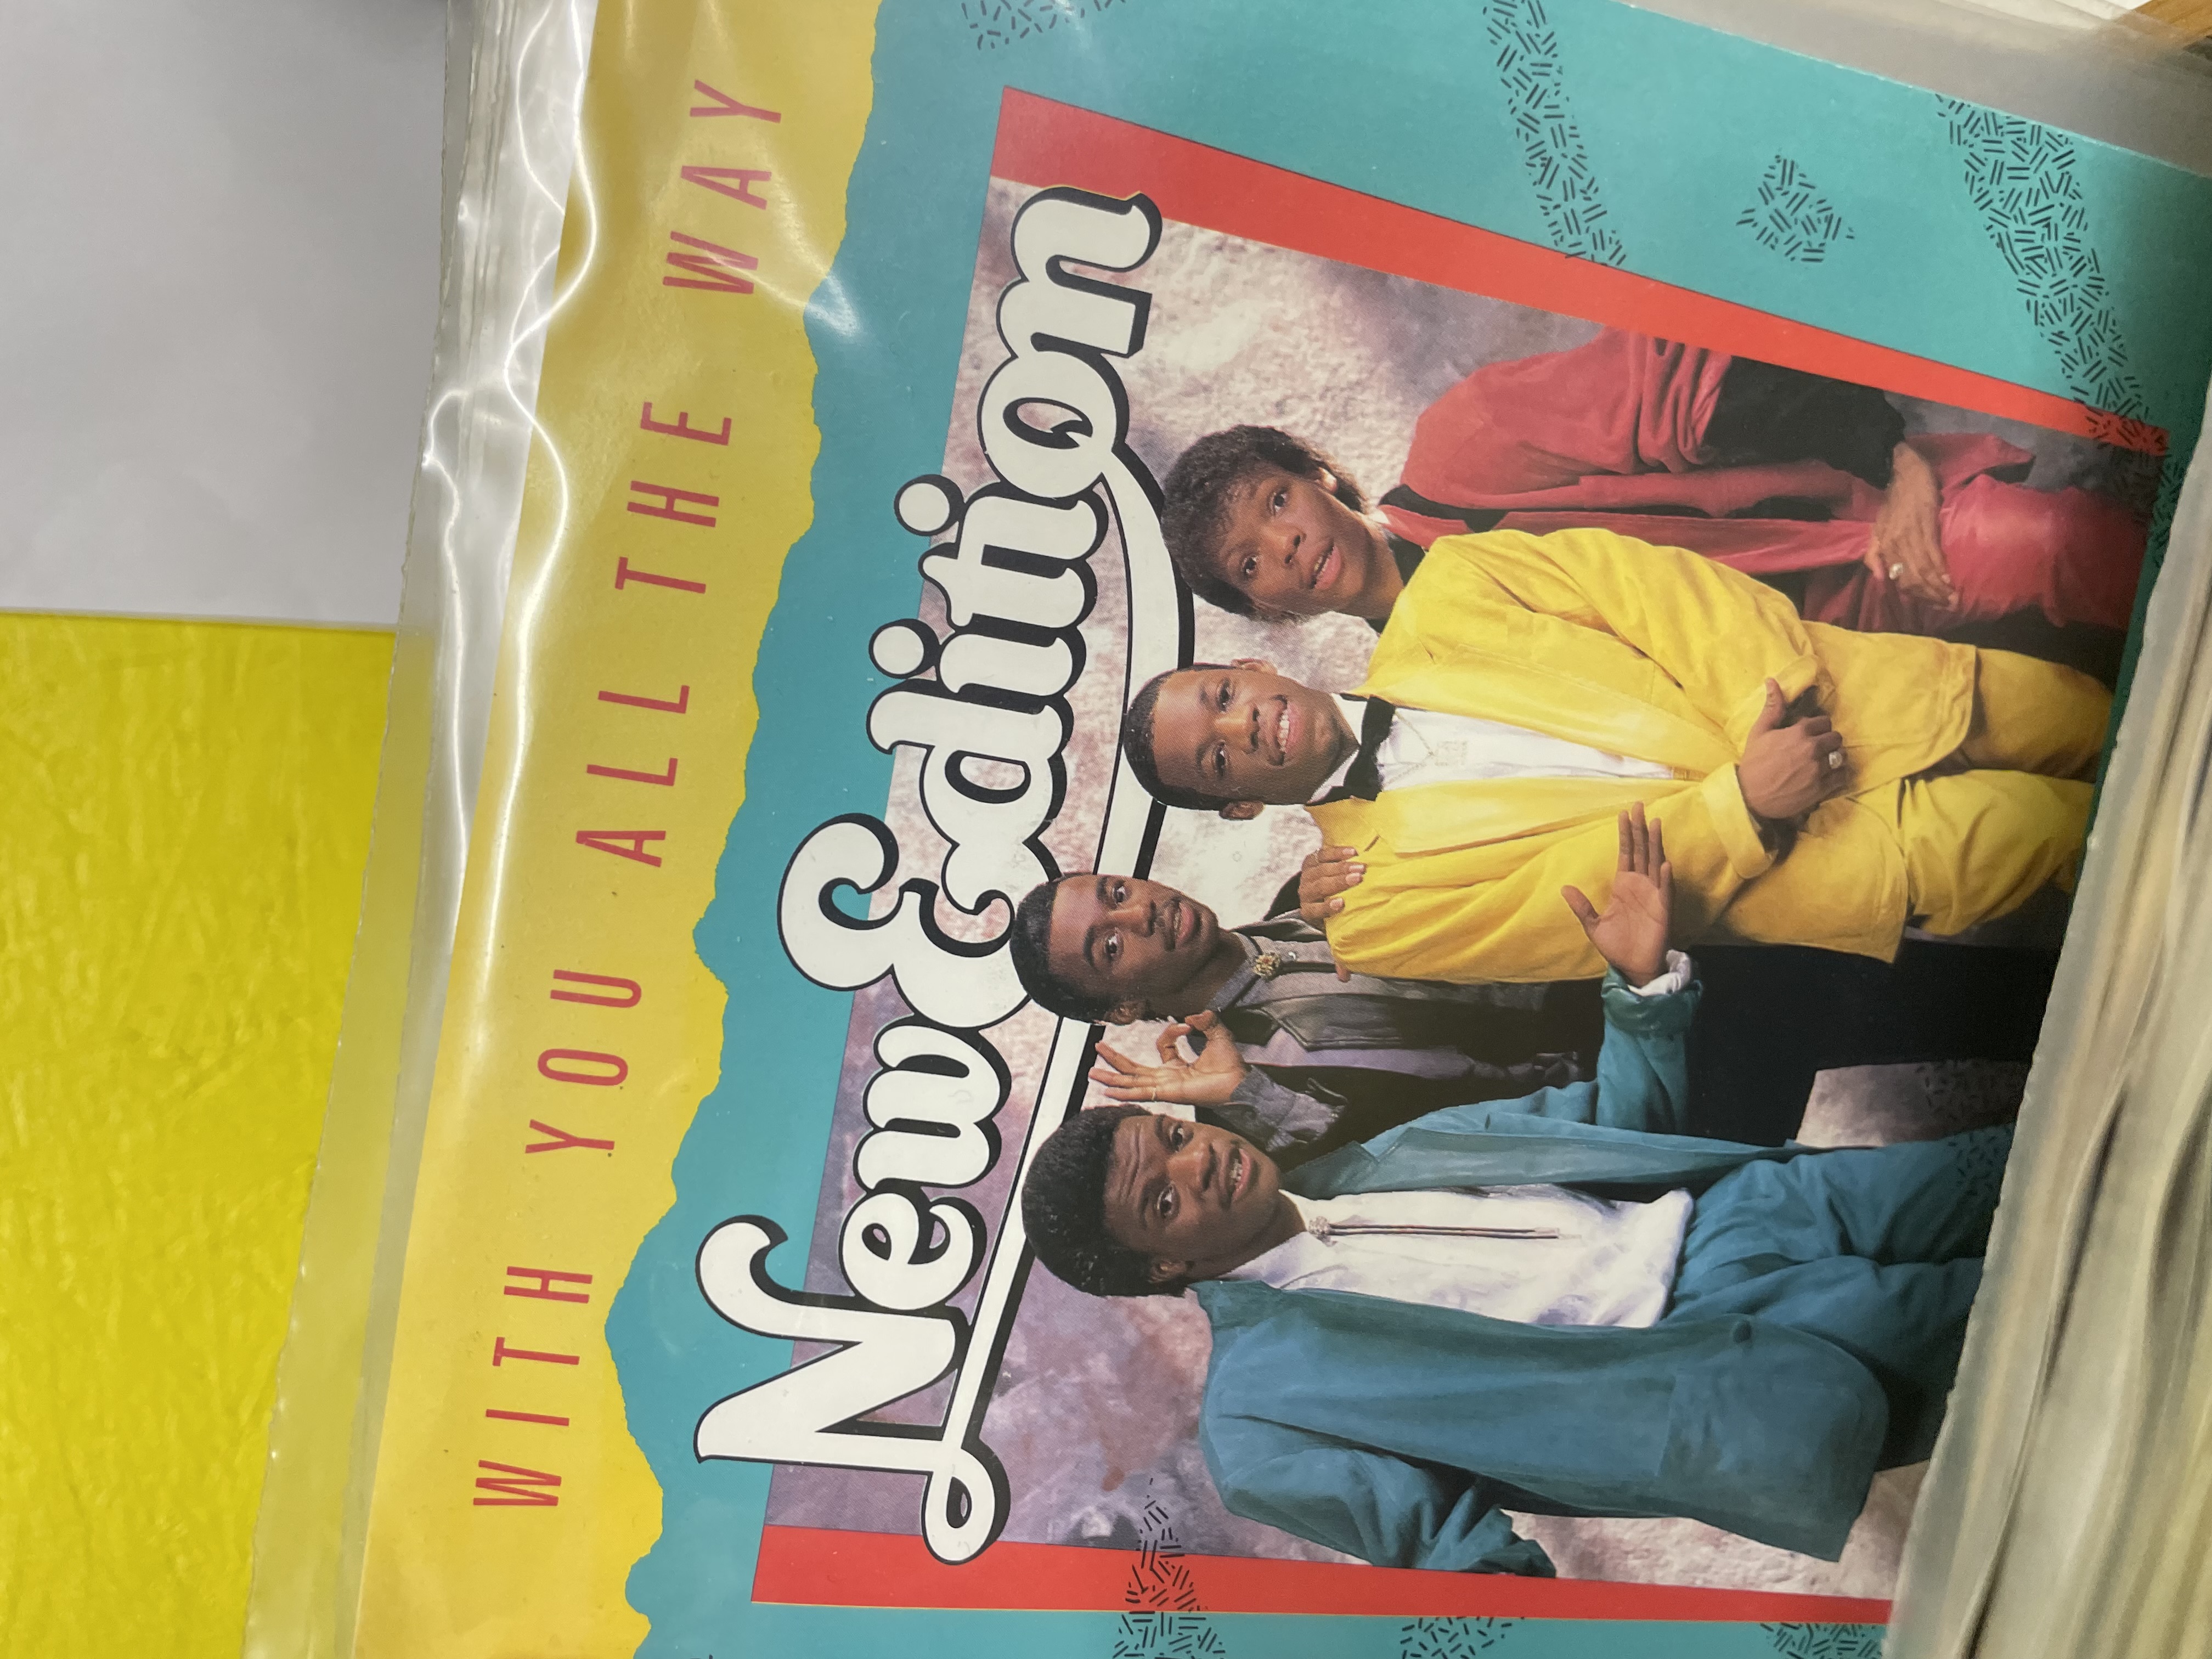 WITH YOU ALL THE WAY
New Edition